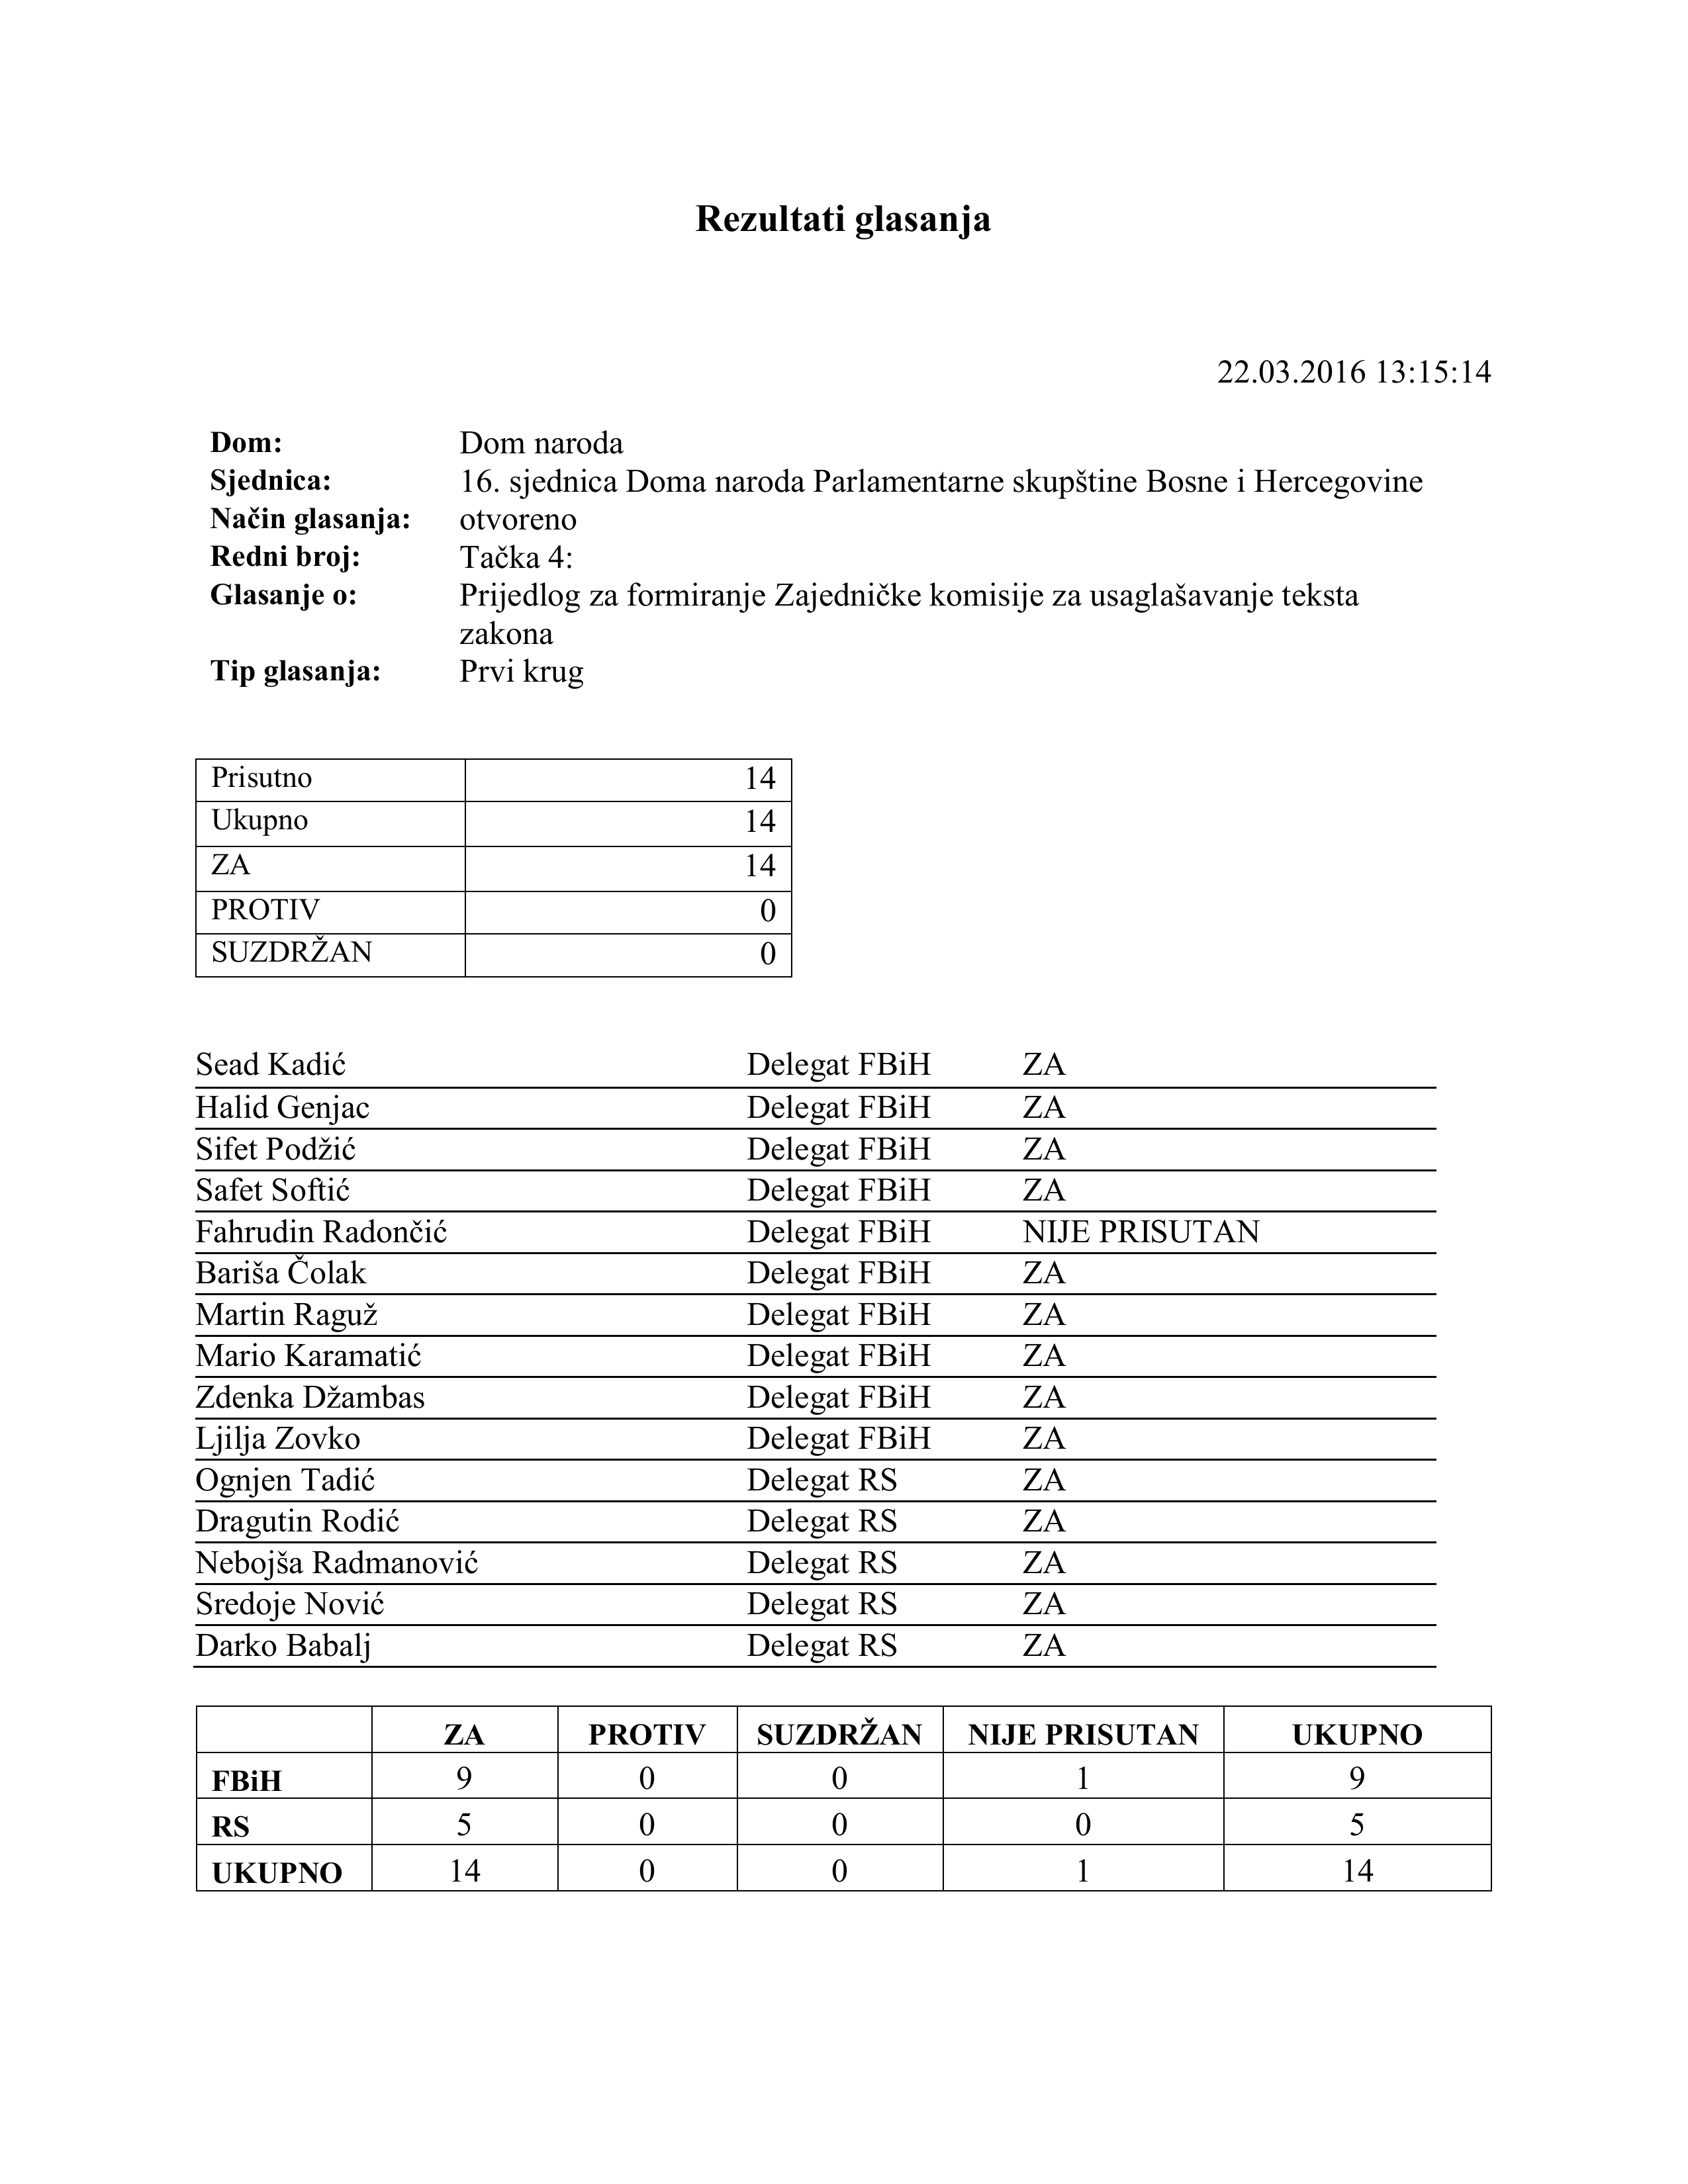 Rezultati glasanja
22.03.2016 13:15:14
Dom: Dom naroda
Sjednica: 16. sjednica Doma naroda Parlamentarne skupštine Bosne i Hercegovine
Način glasanja: otvoreno
Redni broj: Tačka 4:
Glasanje o: Prijedlog za formiranje Zajedničke komisije za usaglašavanje teksta
zakona
Tip glasanja: Prvi krug
Prisutno 14
Ukupno 14
ZA 14
PROTIV 0
SUZDRŽAN 0
Sead Kadić Delegat FBiH ZA
Halid Genjac Delegat FBiH ZA
Sifet Podžić Delegat FBiH ZA
Safet Softić Delegat FBiH ZA
Fahrudin Radončić Delegat FBiH NIJE PRISUTAN
Bariša Čolak Delegat FBiH ZA
Martin Raguž Delegat FBiH ZA
Mario Karamatić Delegat FBiH ZA
Zdenka Džambas Delegat FBiH ZA
Ljilja Zovko Delegat FBiH ZA
Ognjen Tadić Delegat RS ZA
Dragutin Rodić Delegat RS ZA
Nebojša Radmanović Delegat RS ZA
Sredoje Nović Delegat RS ZA
Darko Babalj Delegat RS ZA
ZA PROTIV SUZDRŽAN NIJE PRISUTAN UKUPNO
FBiH 9 0 0 1 9
RS 5 0 0 0 5
UKUPNO 14 0 0 1 14